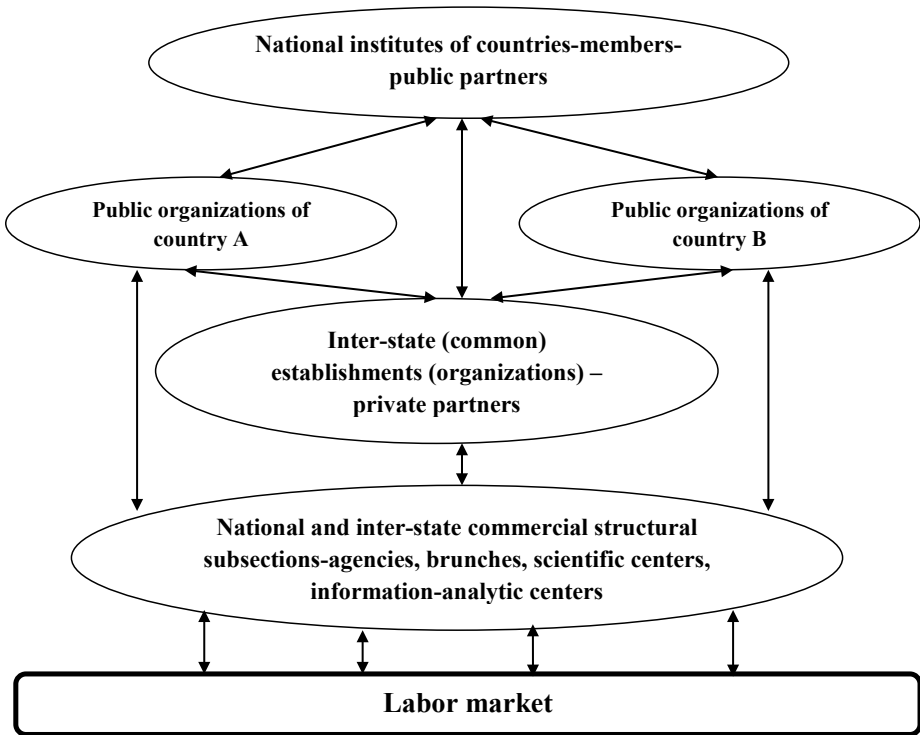 National institutes of countries-members-
public partners
Public organizations of
country A
Public organizations of
country B
Inter-state (common)
establishments (organizations) –
private partners
National and inter-state commercial structural
subsections-agencies, brunches, scientific centers,
information-analytic centers
Labor market